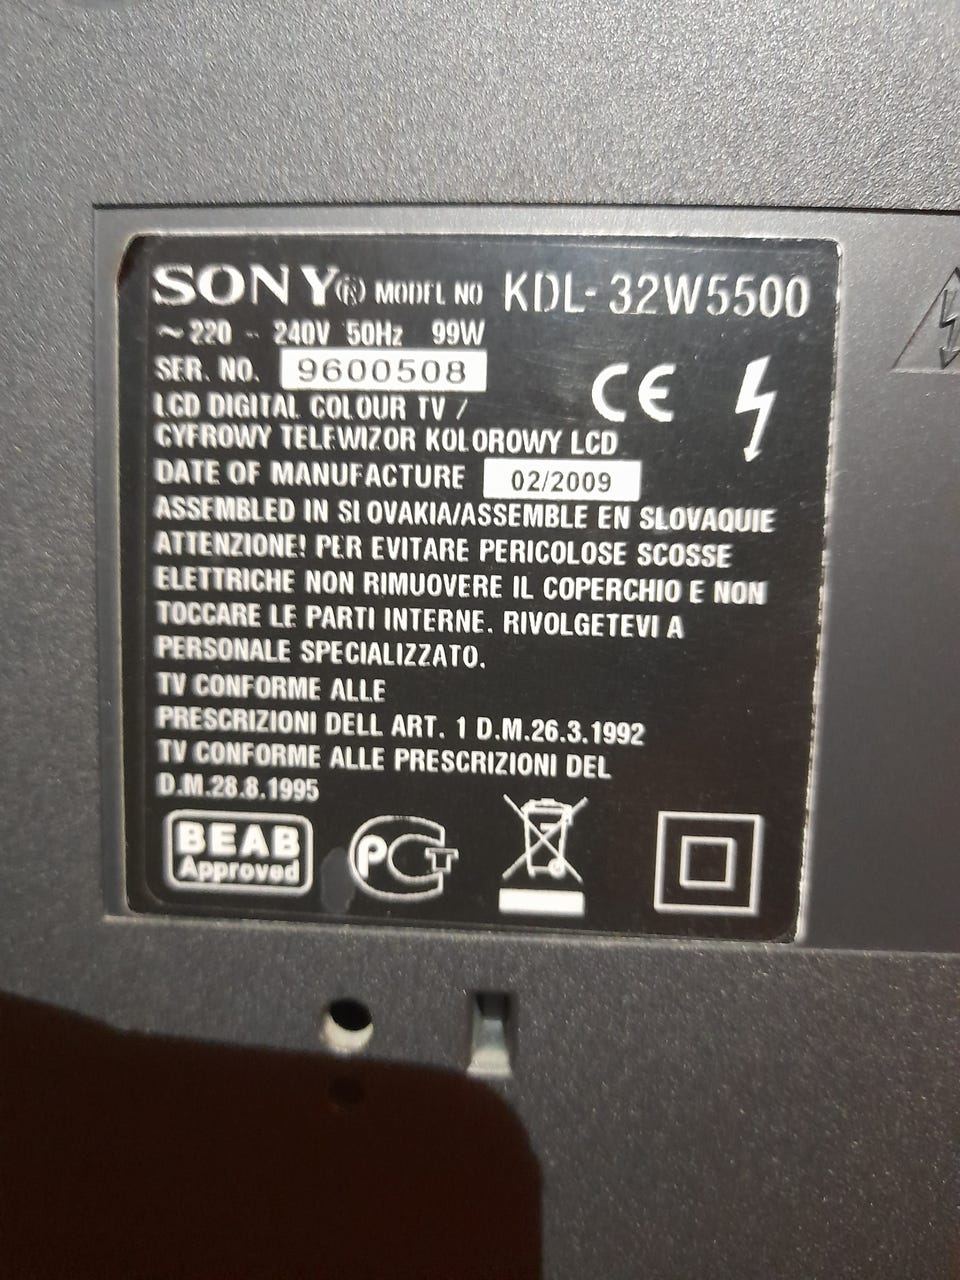 SONY® MODEL NO KDL-32W5500
~220 - 240V 50Hz 99W
SER. NO. 9600508
LCD DIGITAL COLOUR TV /
CYFROWY TELEWIZOR KOLOROWY LCD
DATE OF MANUFACTURE 02/2009
ASSEMBLED IN SLOVAKIA/ASSEMBLE EN SLOVAQUIE
ATTENZIONE! PER EVITARE PERICOLOSE SCOSSE
ELETTRICHE NON RIMUOVERE IL COPERCHIO E NON
TOCCARE LE PARTI INTERNE. RIVOLGETEVI A
PERSONALE SPECIALIZZATO.
TV CONFORME ALLE
PRESCRIZIONI DELL ART. 1 D.M.26.3.1992
TV CONFORME ALLE PRESCRIZIONI DEL
D.M.28.8.1995
CE
BEAB
Approved
PCT